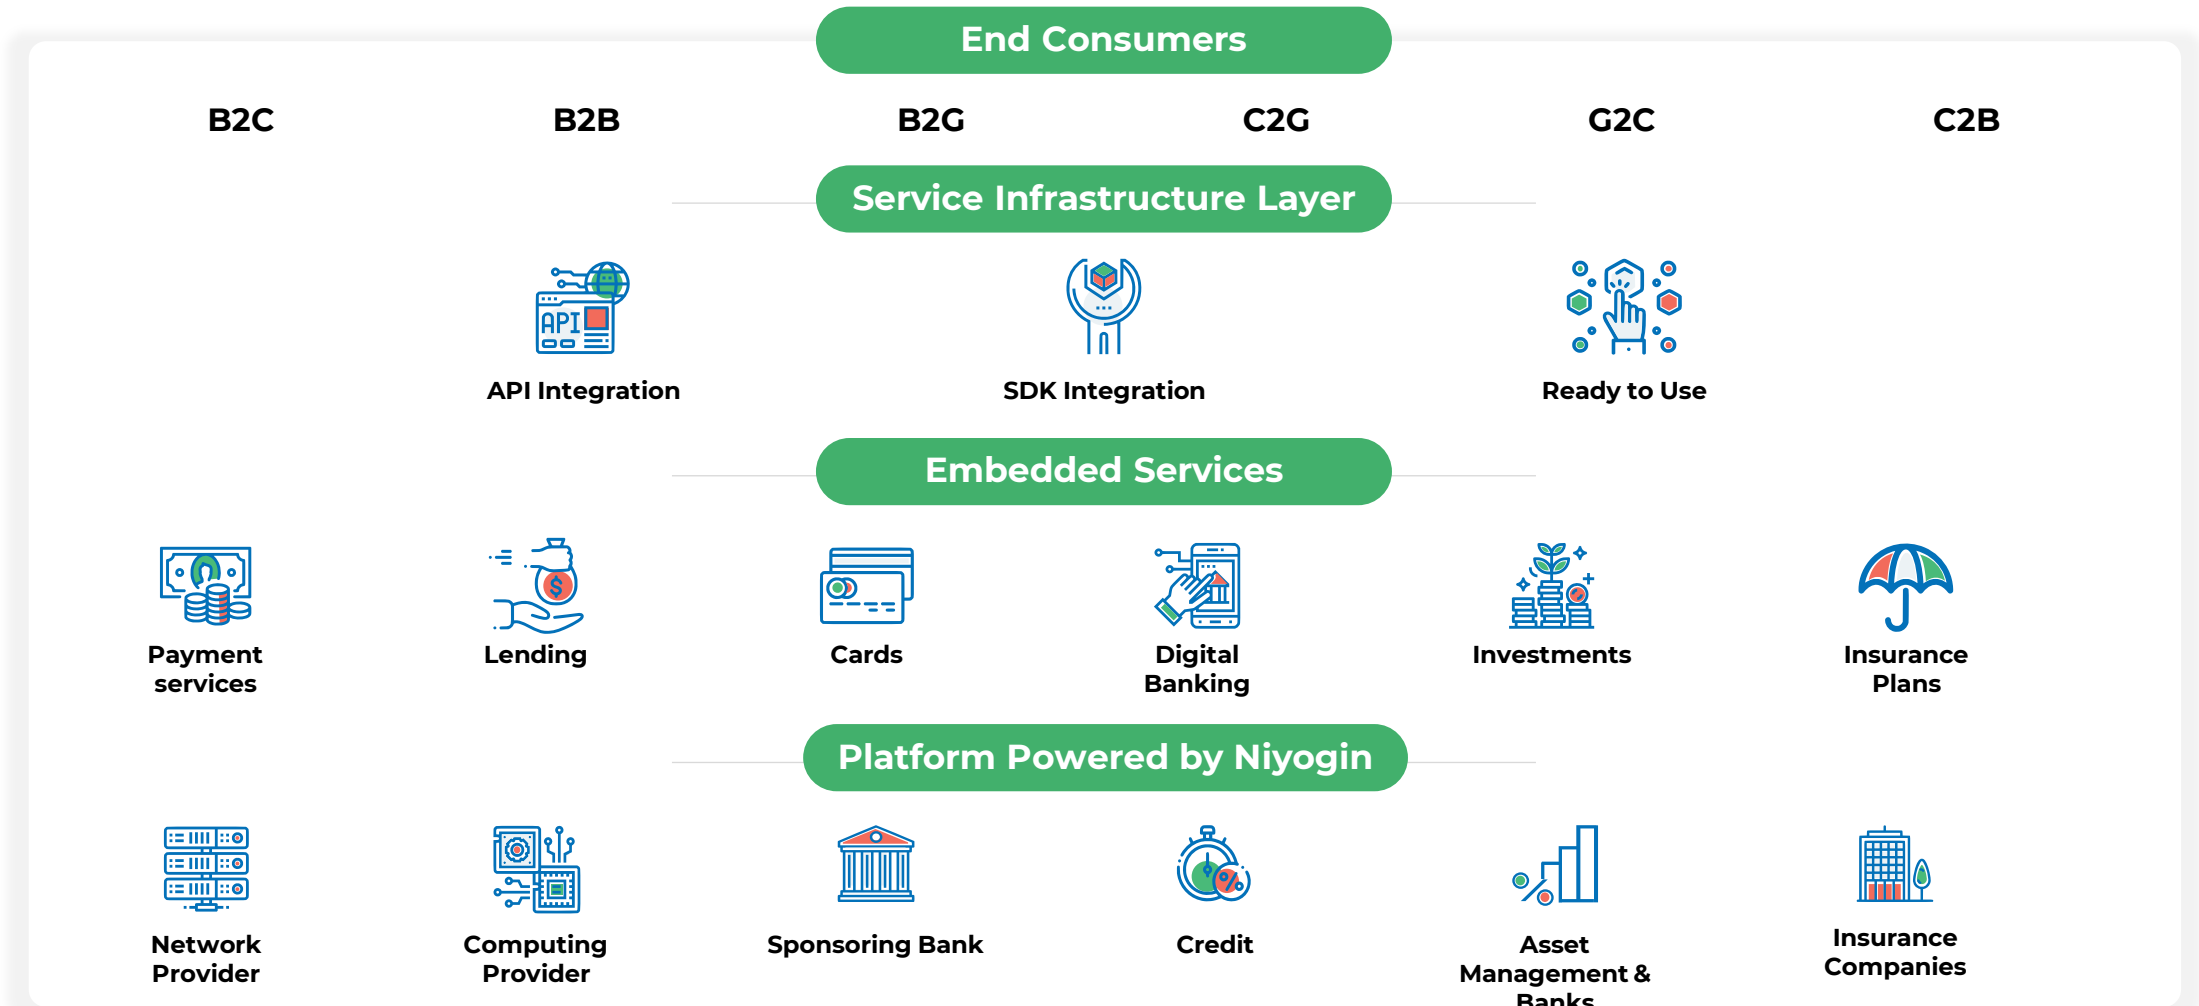 End Consumers
B2C
B2B
B2G
C2G
G2C
C2B
Service Infrastructure Layer
API
API Integration
SDK Integration
Ready to Use
Embedded Services
$
Payment
services
Lending
Cards
Digital
Banking
Investments
Insurance
Plans
Platform Powered by Niyogin
%
Network
Provider
Computing
Provider
Sponsoring Bank
Credit
Asset
Management &
Banks
Insurance
Companies